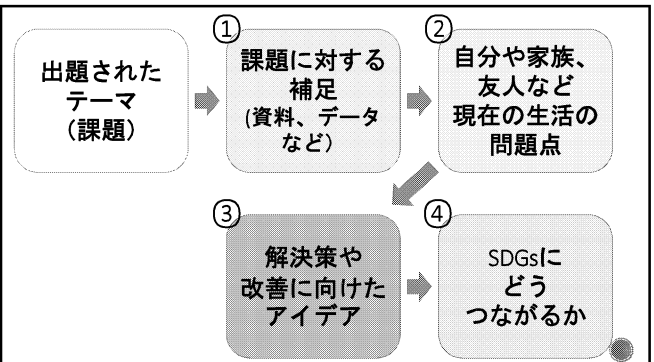 出題された
テーマ
（課題）
①
課題に対する
補足
(資料、データ
など）
②
自分や家族、
友人など
現在の生活の
問題点
③
解決策や
改善に向けた
アイデア
④
SDGsに
どう
つながるか